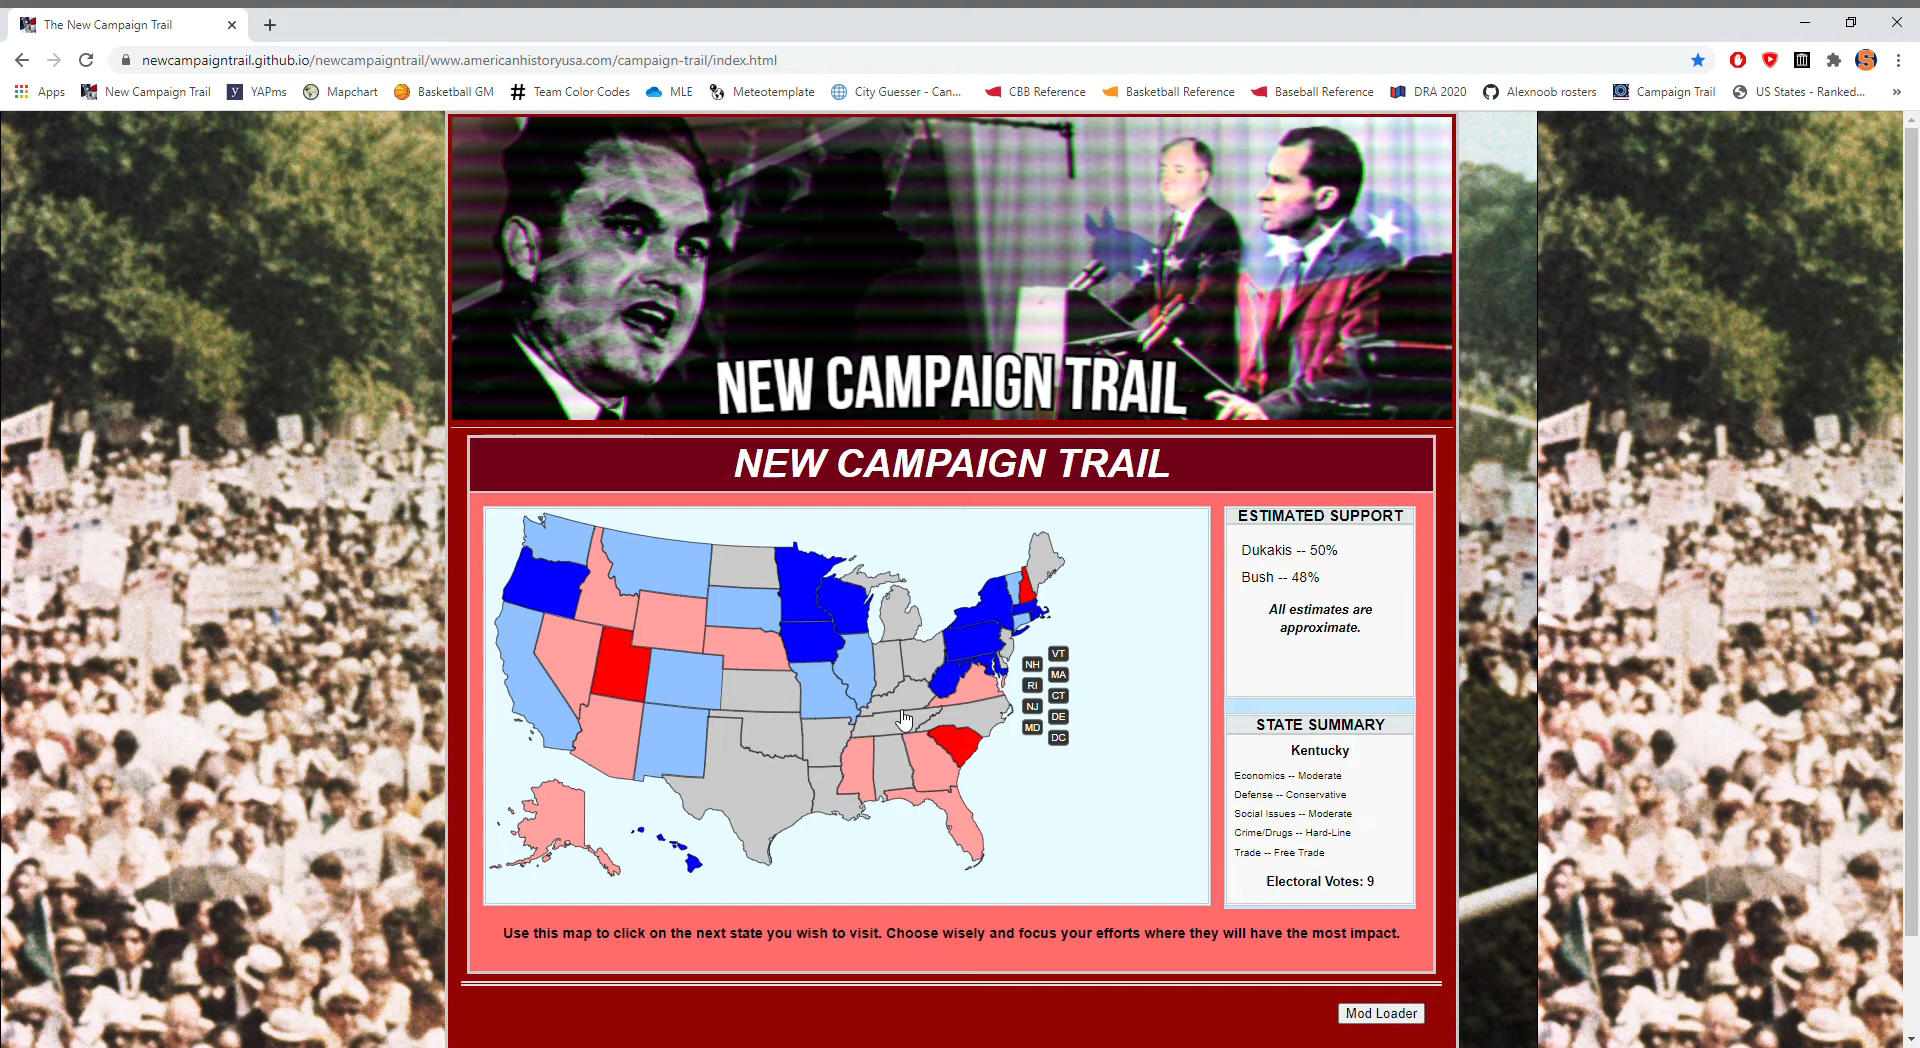 The New Campaign Trail
newcampaigntrail.github.io/newcampaigntrail/www.americanhistoryusa.com/campaign-trail/index.html
Apps New Campaign Trail YAPms Mapchart Basketball GM Team Color Codes MLE Meteotemplate City Guesser - Can... CBB Reference Basketball Reference Baseball Reference DRA 2020 Alexnoob rosters Campaign Trail US States - Ranked... »
NEW CAMPAIGN TRAIL
NEW CAMPAIGN TRAIL
ESTIMATED SUPPORT
Dukakis -- 50%
Bush -- 48%
All estimates are
approximate.
VT
NH
MA
RI
CT
NJ
DE
MD
DC
STATE SUMMARY
Kentucky
Economics -- Moderate
Defense -- Conservative
Social Issues -- Moderate
Crime/Drugs -- Hard-Line
Trade -- Free Trade
Electoral Votes: 9
Use this map to click on the next state you wish to visit. Choose wisely and focus your efforts where they will have the most impact.
Mod Loader